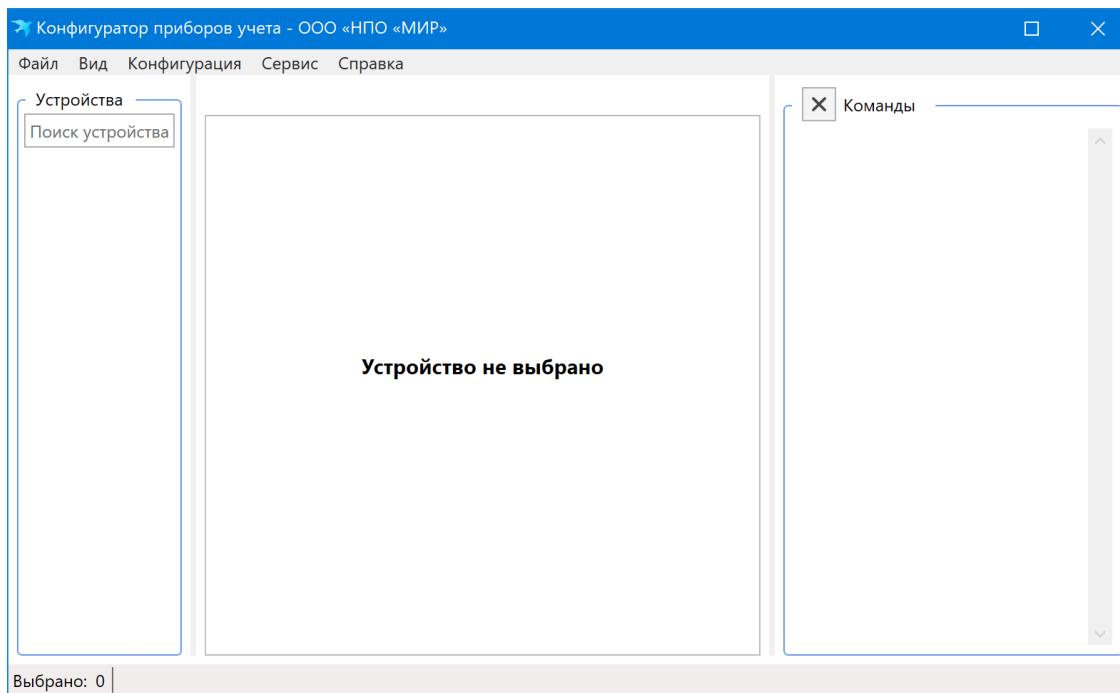 Конфигуратор приборов учета - ООО «НПО «МИР»
Файл Вид Конфигурация Сервис Справка
Устройства
Поиск устройства
Команды
Устройство не выбрано
Выбрано: 0